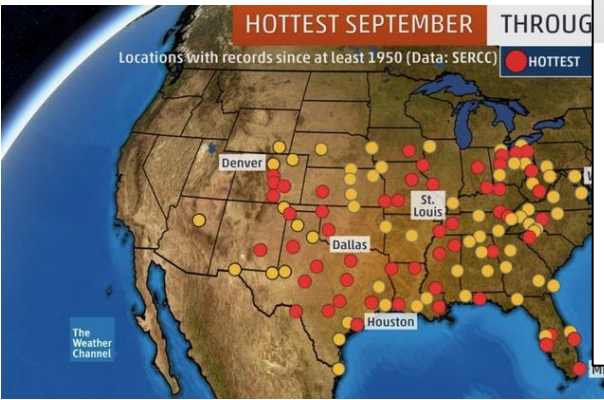 HOTTEST SEPTEMBER THROUG
Locations with records since at least 1950 (Data: SERCC)
HOTTEST
Denver
St.
Louis
Dallas
Houston
The
Weather
Channel